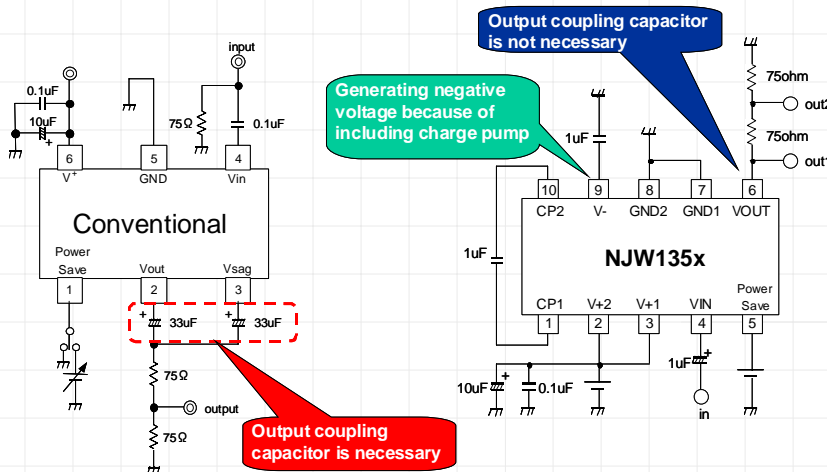 Output coupling capacitor
is not necessary
input
0.1uF
10uF
+
75Ω
0.1uF
6
5
4
V+
GND
Vin
Conventional
Power
Save
Vout
Vsag
1
2
3
+
33uF
+
33uF
75Ω
output
75Ω
Output coupling
capacitor is necessary
Generating negative
voltage because of
including charge pump
75ohm
out2
75ohm
out1
1uF
10
9
8
7
6
CP2
V-
GND2
GND1
VOUT
NJW135x
1uF
CP1
V+2
V+1
VIN
Power
Save
1
2
3
4
5
10uF
+
0.1uF
1uF
+
in